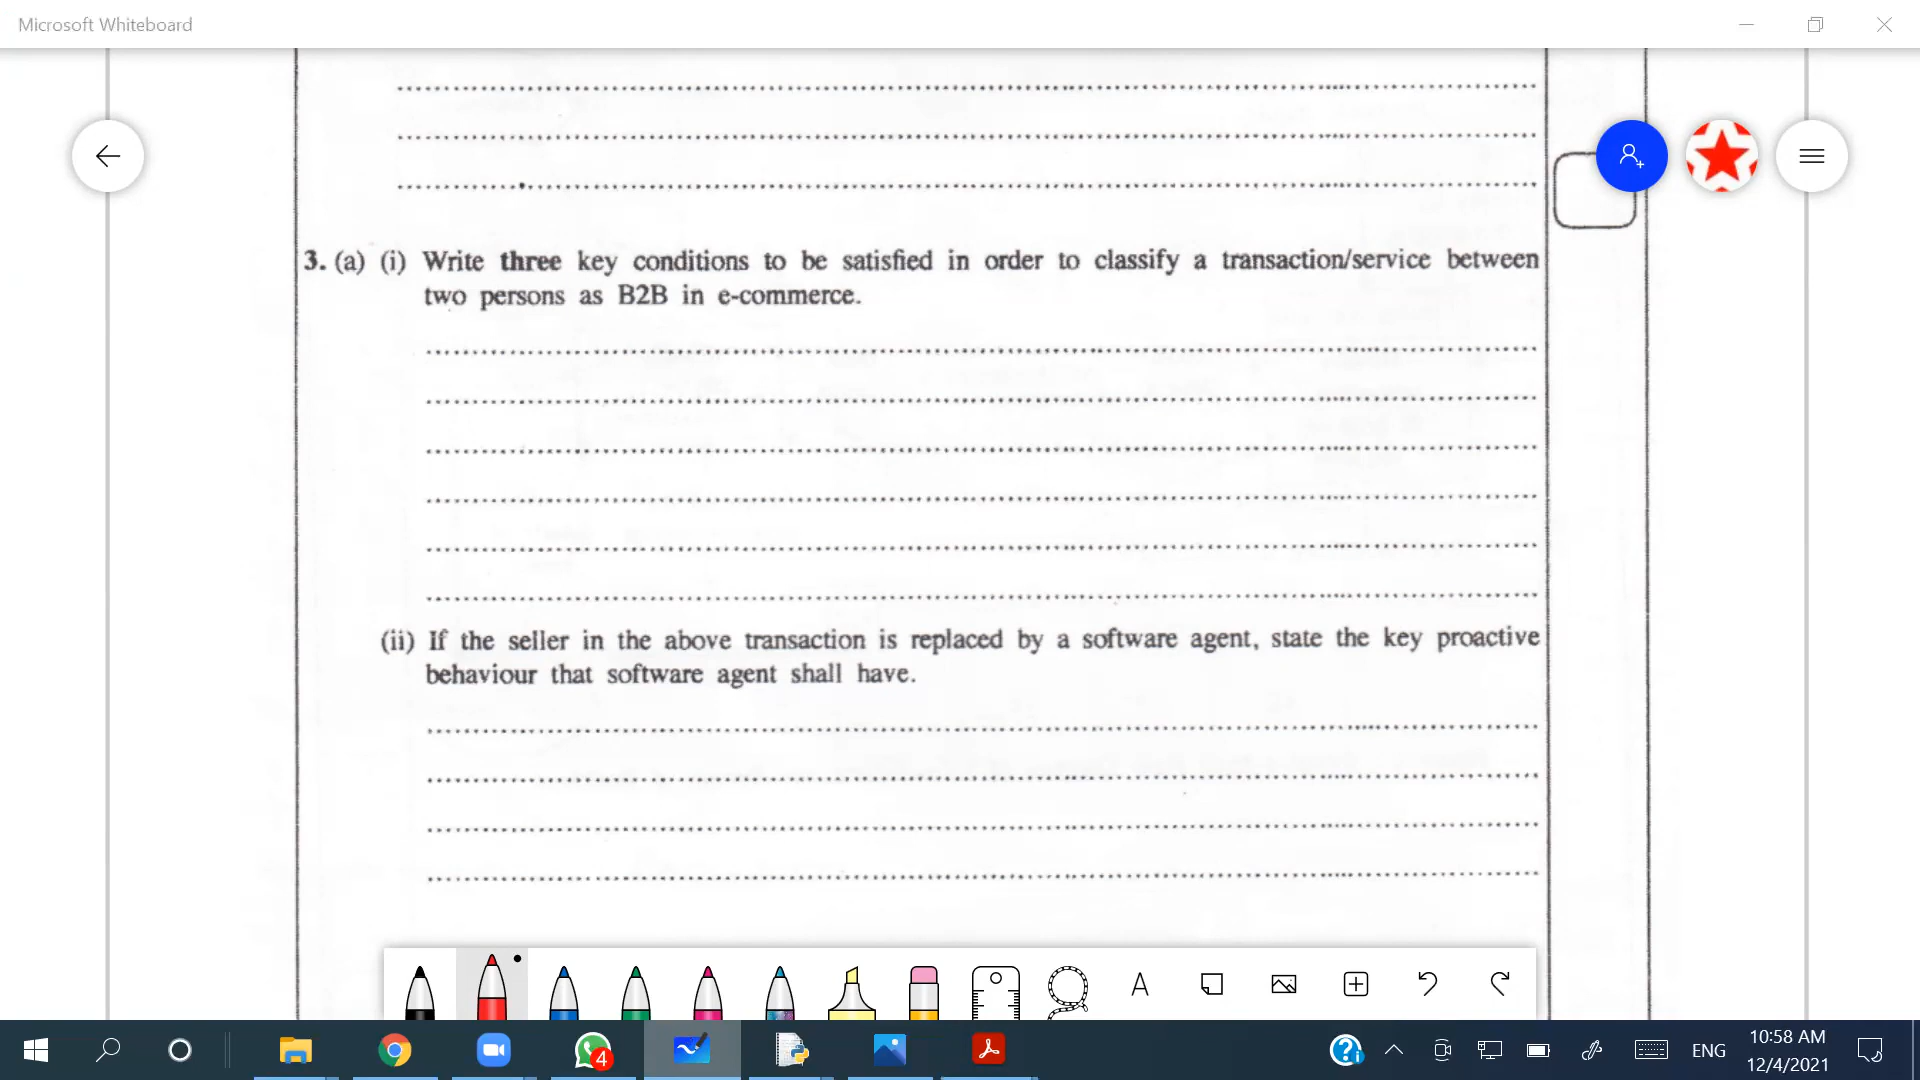 Microsoft Whiteboard
3. (a) (i) Write three key conditions to be satisfied in order to classify a transaction/service between
two persons as B2B in e-commerce.
(ii) If the seller in the above transaction is replaced by a software agent, state the key proactive
behaviour that software agent shall have.
A
4
ENG
10:58 AM
12/4/2021